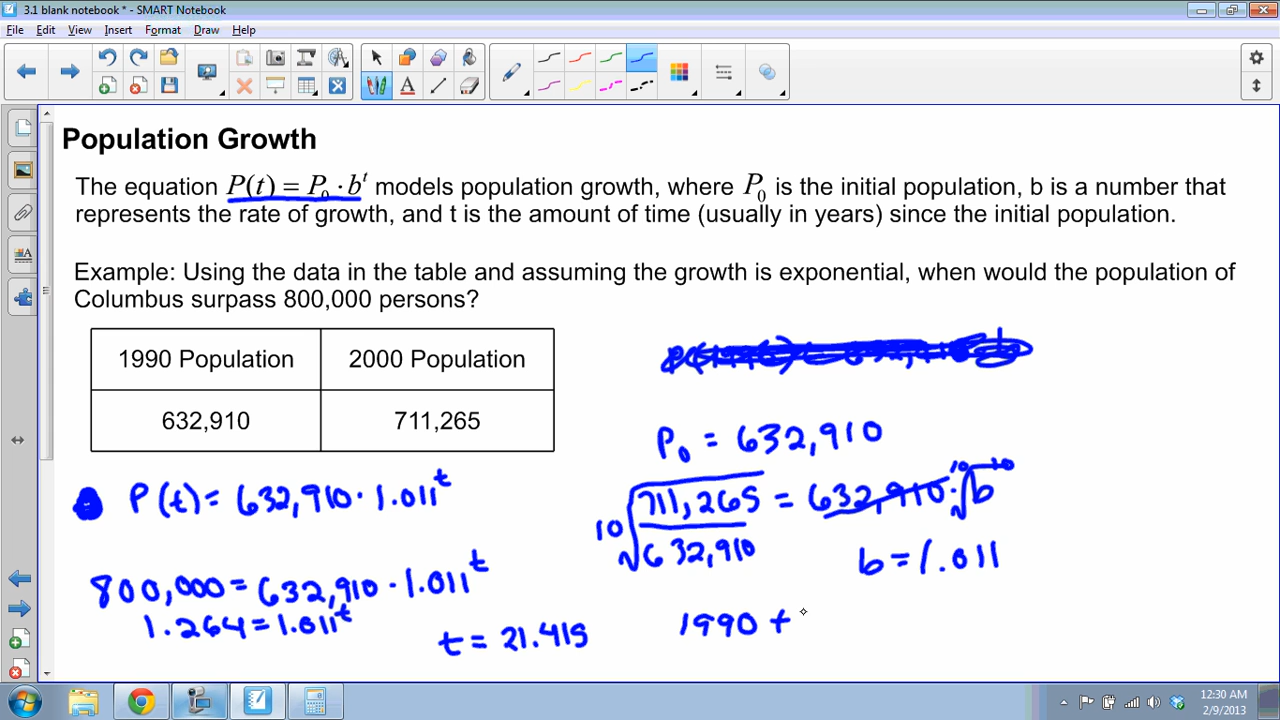 3.1 blank notebook * - SMART Notebook
File Edit View Insert Format Draw Help
Population Growth
The equation P(t) = P₀ · bᵗ models population growth, where P₀ is the initial population, b is a number that
represents the rate of growth, and t is the amount of time (usually in years) since the initial population.
Example: Using the data in the table and assuming the growth is exponential, when would the population of
Columbus surpass 800,000 persons?
1990 Population 2000 Population
632,910 711,265
P₀ = 632,910
10√(711,265 / 632,910) = 632,910 · 10√b^10
b = 1.011
P(t) = 632,910 · 1.011ᵗ
800,000 = 632,910 · 1.011ᵗ
1.264 = 1.011ᵗ
t = 21.415
1990 +
12:30 AM
2/9/2013